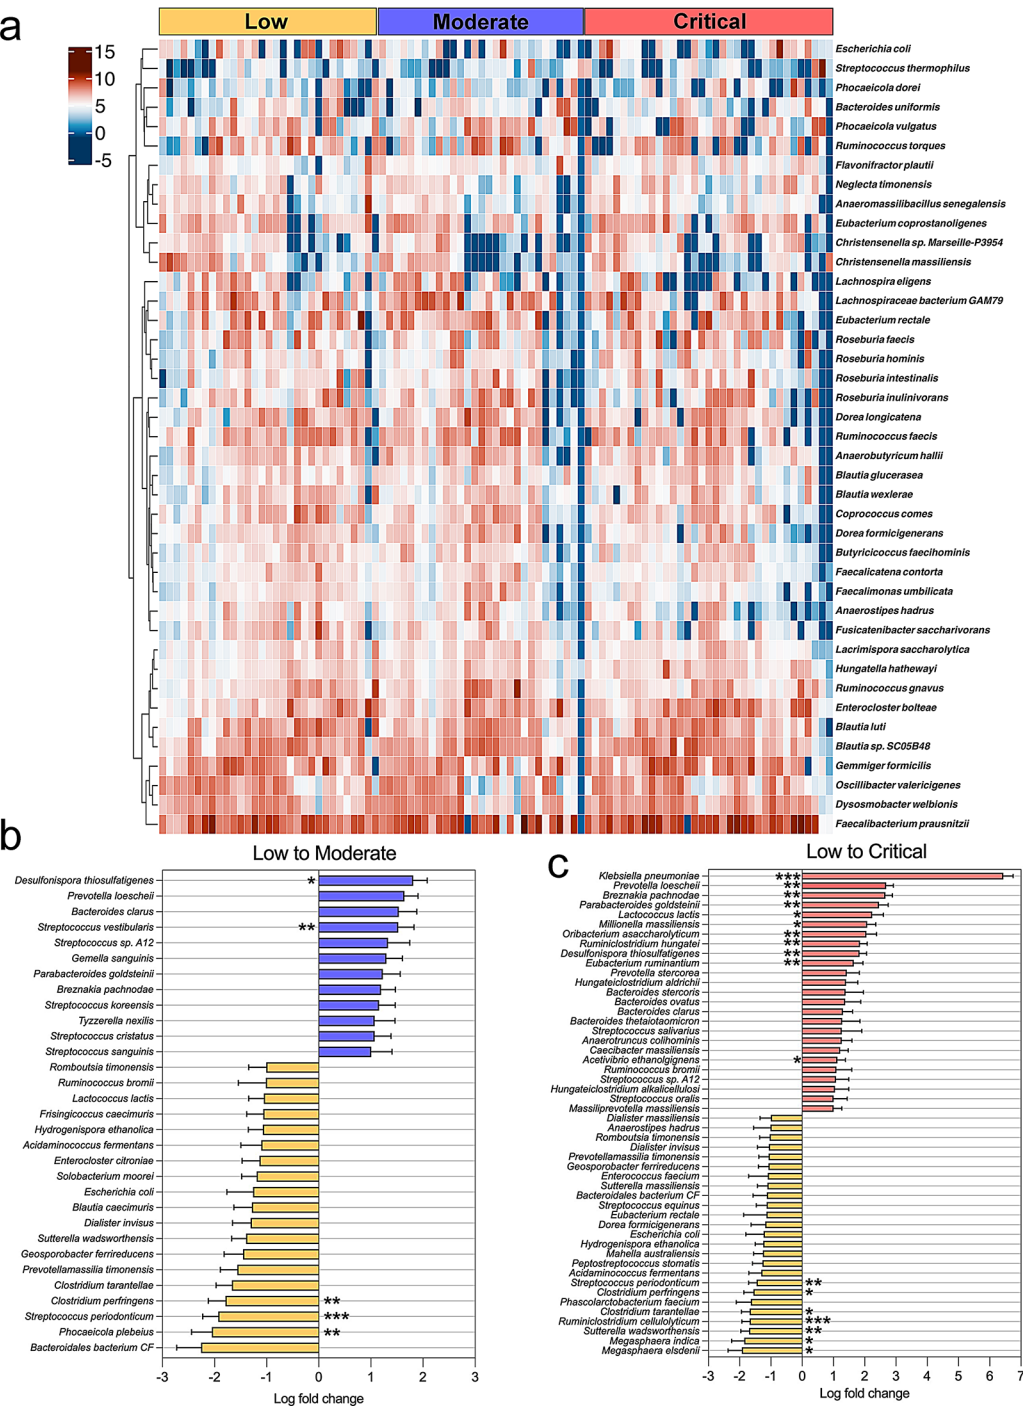 a
Low
Moderate
Critical
15
10
5
0
-5
Escherichia coli
Streptococcus thermophilus
Phocaeicola dorei
Bacteroides uniformis
Phocaeicola vulgatus
Ruminococcus torques
Flavonifractor plautii
Neglecta timonensis
Anaeromassilibacillus senegalensis
Eubacterium coprostanoligenes
Christensenella sp. Marseille-P3954
Christensenella massiliensis
Lachnospira eligens
Lachnospiraceae bacterium GAM79
Eubacterium rectale
Roseburia faecis
Roseburia hominis
Roseburia intestinalis
Roseburia inulinivorans
Dorea longicatena
Ruminococcus faecis
Anaerobutyricum hallii
Blautia glucerasea
Blautia wexlerae
Coprococcus comes
Dorea formicigenerans
Butyricicoccus faecihominis
Faecalicatena contorta
Faecalimonas umbilicata
Anaerostipes hadrus
Fusicatenibacter saccharivorans
Lacrimispora saccharolytica
Hungatella hathewayi
Ruminococcus gnavus
Enterocloster bolteae
Blautia luti
Blautia sp. SC05B48
Gemmiger formicilis
Oscillibacter valericigenes
Dysosmobacter welbionis
Faecalibacterium prausnitzii
b
Low to Moderate
Desulfonispora thiosulfatigenes *
Prevotella loescheii
Bacteroides clarus
Streptococcus vestibularis **
Streptococcus sp. A12
Gemella sanguinis
Parabacteroides goldsteinii
Breznakia pachnodae
Streptococcus koreensis
Tyzzerella nexilis
Streptococcus cristatus
Streptococcus sanguinis
Romboutsia timonensis
Ruminococcus bromii
Lactococcus lactis
Frisingicoccus caecimuris
Hydrogenispora ethanolica
Acidaminococcus fermentans
Enterocloster citroniae
Solobacterium moorei
Escherichia coli
Blautia caecimuris
Dialister invisus
Sutterella wadsworthensis
Geosporobacter ferrireducens
Prevotellamassilia timonensis
Clostridium tarantellae
Clostridium perfringens **
Streptococcus periodonticum ***
Phocaeicola plebeius **
Bacteroidales bacterium CF
-3 -2 -1 0 1 2 3
Log fold change
c
Low to Critical
Klebsiella pneumoniae ***
Prevotella loescheii **
Breznakia pachnodae **
Parabacteroides goldsteinii **
Lactococcus lactis *
Millionella massiliensis *
Oribacterium asaccharolyticum **
Ruminiclostridium hungatei **
Desulfonispora thiosulfatigenes **
Eubacterium ruminantium **
Prevotella stercorea
Hungateiclostridium aldrichii
Bacteroides stercoris
Bacteroides ovatus
Bacteroides clarus
Bacteroides thetaiotaomicron
Streptococcus salivarius
Anaerotruncus colihominis
Caecibacter massiliensis
Acetivibrio ethanolgignens *
Ruminococcus bromii
Streptococcus sp. A12
Hungateiclostridium alkalicellulosi
Streptococcus oralis
Massiliprevotella massiliensis
Dialister massiliensis
Anaerostipes hadrus
Romboutsia timonensis
Dialister invisus
Prevotellamassilia timonensis
Geosporobacter ferrireducens
Enterococcus faecium
Sutterella massiliensis
Bacteroidales bacterium CF
Streptococcus equinus
Eubacterium rectale
Dorea formicigenerans
Escherichia coli
Hydrogenispora ethanolica
Mahella australiensis
Peptostreptococcus stomatis
Acidaminococcus fermentans
Streptococcus periodonticum **
Clostridium perfringens *
Phascolarctobacterium faecium
Clostridium tarantellae *
Ruminiclostridium cellulolyticum ***
Sutterella wadsworthensis **
Megasphaera indica *
Megasphaera elsdenii *
-3 -2 -1 0 1 2 3 4 5 6 7
Log fold change